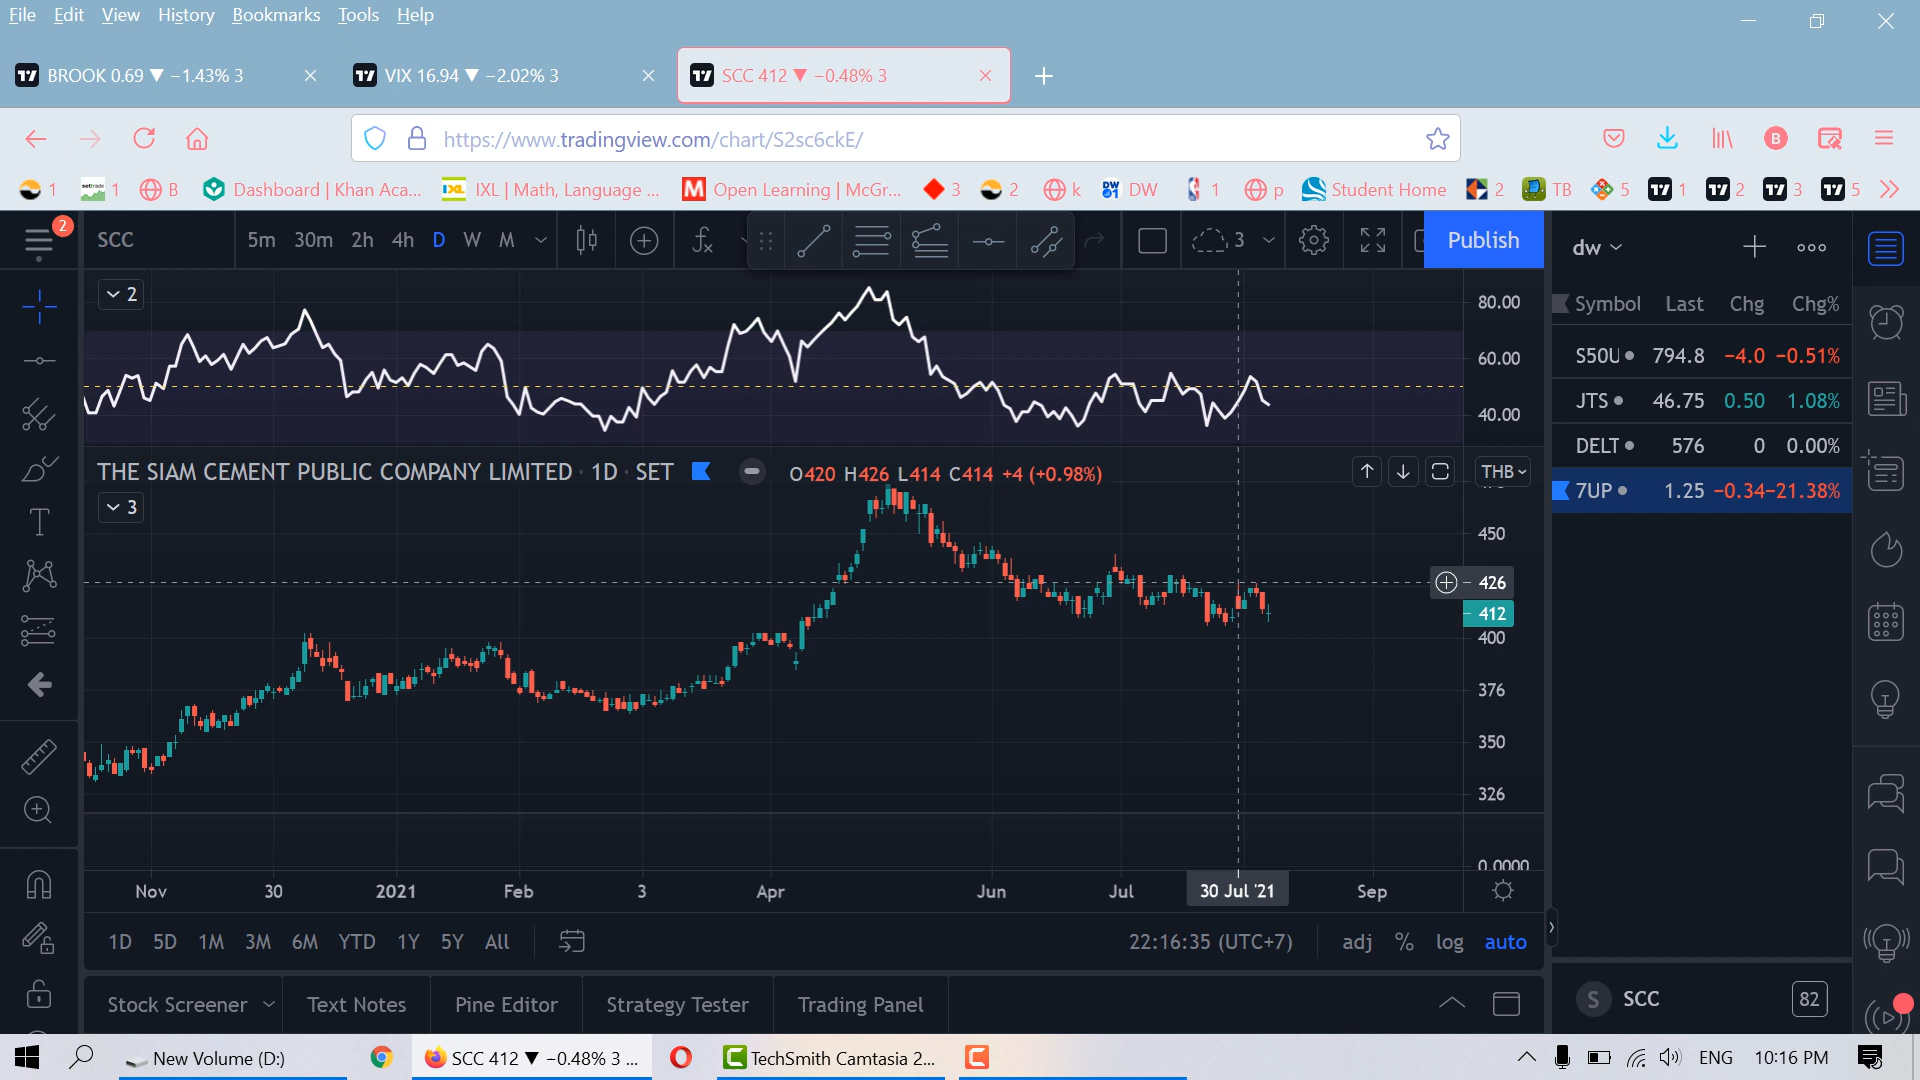 File Edit View History Bookmarks Tools Help
BROOK 0.69 ▼ −1.43% 3
VIX 16.94 ▼ −2.02% 3
SCC 412 ▼ −0.48% 3
https://www.tradingview.com/chart/S2sc6ckE/
1 1 B Dashboard | Khan Aca... IXL | Math, Language ... Open Learning | McGr... 3 2 k DW 1 p Student Home 2 TB 5 1 2 3 5
2
SCC 5m 30m 2h 4h D W M 3 Publish
dw
Symbol Last Chg Chg%
S50U 794.8 −4.0 −0.51%
JTS 46.75 0.50 1.08%
DELT 576 0 0.00%
7UP 1.25 −0.34 −21.38%
2
80.00
60.00
40.00
THE SIAM CEMENT PUBLIC COMPANY LIMITED · 1D · SET O420 H426 L414 C414 +4 (+0.98%) THB
3
450
426
412
400
376
350
326
0.0000
Nov 30 2021 Feb 3 Apr Jun Jul 30 Jul '21 Sep
1D 5D 1M 3M 6M YTD 1Y 5Y All 22:16:35 (UTC+7) adj % log auto
Stock Screener Text Notes Pine Editor Strategy Tester Trading Panel
S SCC 82
New Volume (D:) SCC 412 ▼ −0.48% 3 ... TechSmith Camtasia 2... ENG 10:16 PM